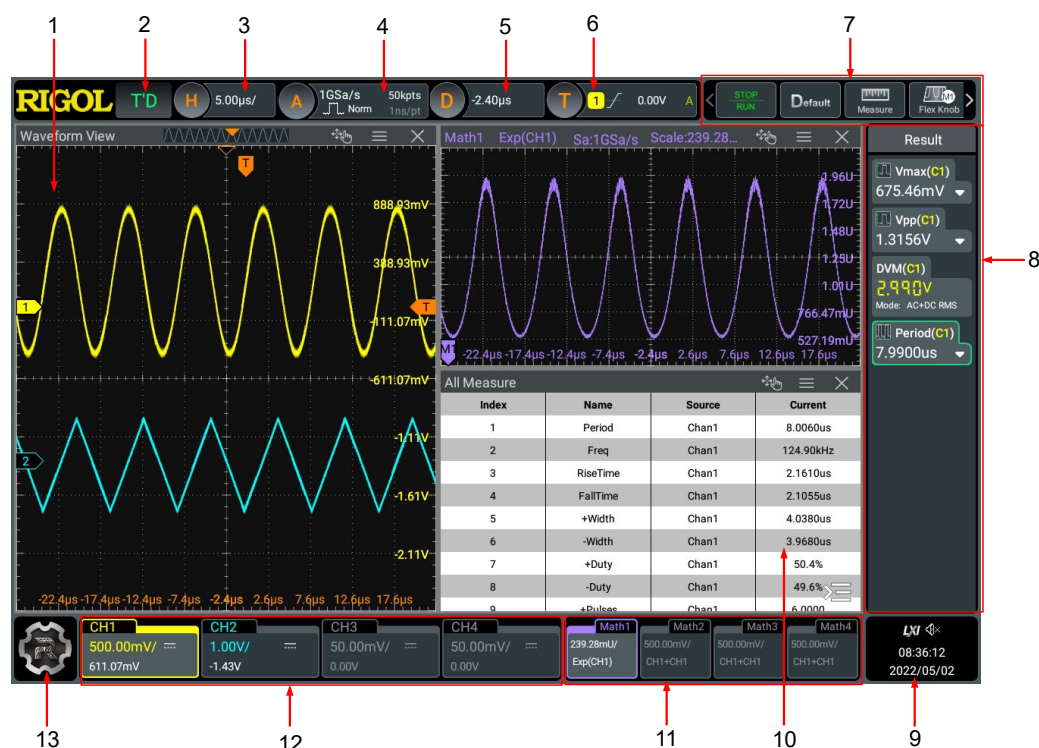 1 2 3 4 5 6 7
RIGOL T'D H 5.00μs/ A 1GSa/s 50kpts D -2.40μs T 1 0.00V A < STOP Default Measure Flex Knob >
Norm 1ns/pt RUN
Waveform View
T
888.93mV
388.93mV
1 T
-111.07mV
-611.07mV
-1.11V
2
-1.61V
-2.11V
-22.4μs -17.4μs -12.4μs -7.4μs -2.4μs 2.6μs 7.6μs 12.6μs 17.6μs
Math1 Exp(CH1) Sa:1GSa/s Scale:239.28...
1.96U
1.72U
1.48U
1.25U
1.01U
766.47mU
527.19mU
M1
-22.4μs -17.4μs -12.4μs -7.4μs -2.4μs 2.6μs 7.6μs 12.6μs 17.6μs
All Measure
Index Name Source Current
1 Period Chan1 8.0060us
2 Freq Chan1 124.90kHz
3 RiseTime Chan1 2.1610us
4 FallTime Chan1 2.1055us
5 +Width Chan1 4.0380us
6 -Width Chan1 3.9680us
7 +Duty Chan1 50.4%
8 -Duty Chan1 49.6%
9 +Pulses Chan1 6.0000
Result
Vmax(C1)
675.46mV
Vpp(C1)
1.3156V
DVM(C1)
2.990V
Mode: AC+DC RMS
Period(C1)
7.9900us
8
CH1 CH2 CH3 CH4
500.00mV/ 1.00V/ 50.00mV/ 50.00mV/
611.07mV -1.43V 0.00V 0.00V
Math1 Math2 Math3 Math4
239.28mU/ 500.00mV/ 500.00mV/ 500.00mV/
Exp(CH1) CH1+CH1 CH1+CH1 CH1+CH1
LXI
08:36:12
2022/05/02
13 12 11 10 9